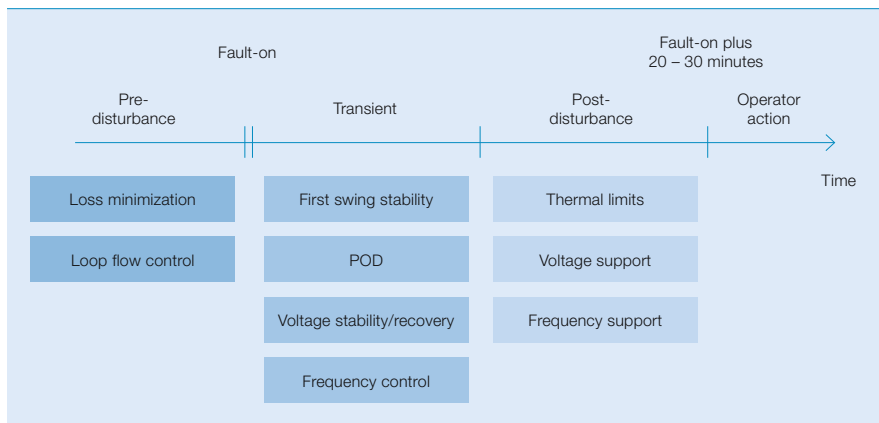 Fault-on
Fault-on plus
20 – 30 minutes
Pre-
disturbance
Transient
Post-
disturbance
Operator
action
Time
Loss minimization
First swing stability
Thermal limits
Loop flow control
POD
Voltage support
Voltage stability/recovery
Frequency support
Frequency control